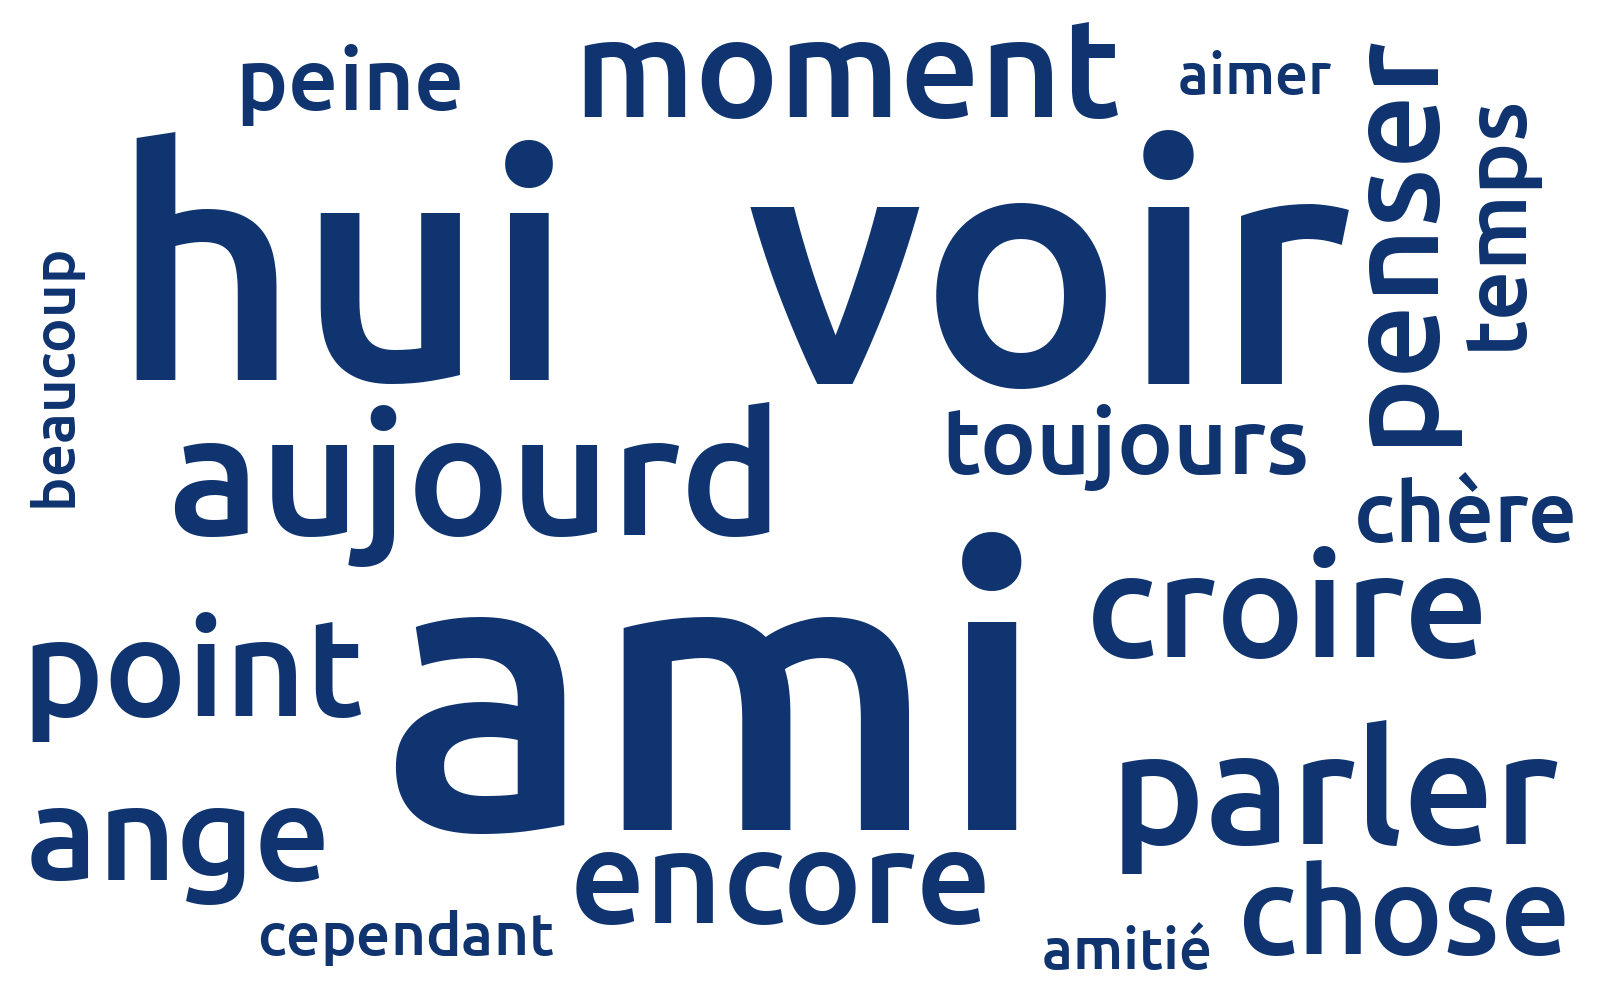 peine
moment
aimer
penser
temps
hui
voir
beaucoup
aujourd
toujours
chère
ami
croire
point
parler
ange
encore
chose
cependant
amitié